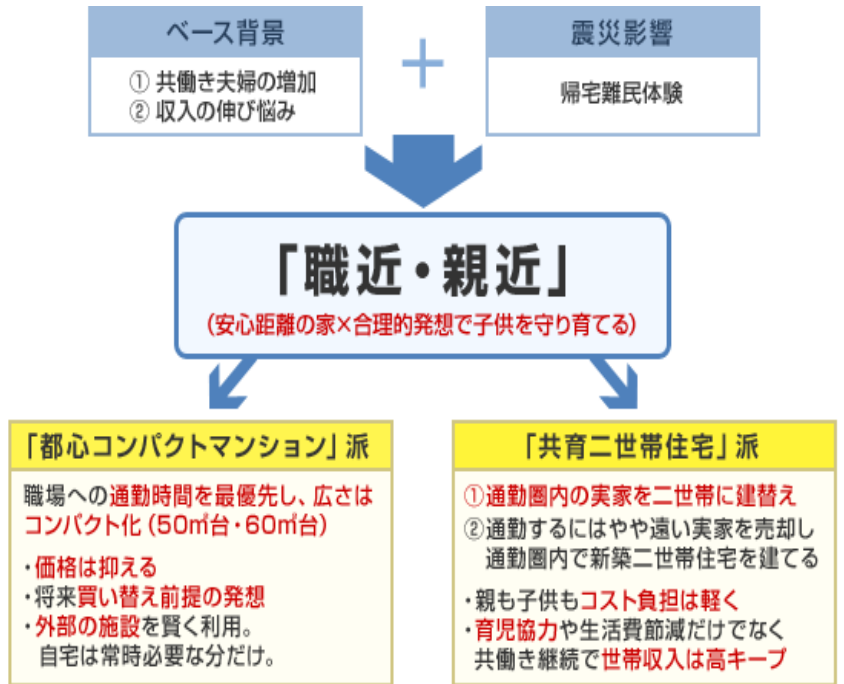 ベース背景
① 共働き夫婦の増加
② 収入の伸び悩み
+
震災影響
帰宅難民体験
「職近・親近」
(安心距離の家×合理的発想で子供を守り育てる)
「都心コンパクトマンション」派
職場への通勤時間を最優先し、広さは
コンパクト化(50㎡台・60㎡台)
・価格は抑える
・将来買い替え前提の発想
・外部の施設を賢く利用。
自宅は常時必要な分だけ。
「共育二世帯住宅」派
①通勤圏内の実家を二世帯に建替え
②通勤するにはやや遠い実家を売却し
通勤圏内で新築二世帯住宅を建てる
・親も子供もコスト負担は軽く
・育児協力や生活費節減だけでなく
共働き継続で世帯収入は高キープ